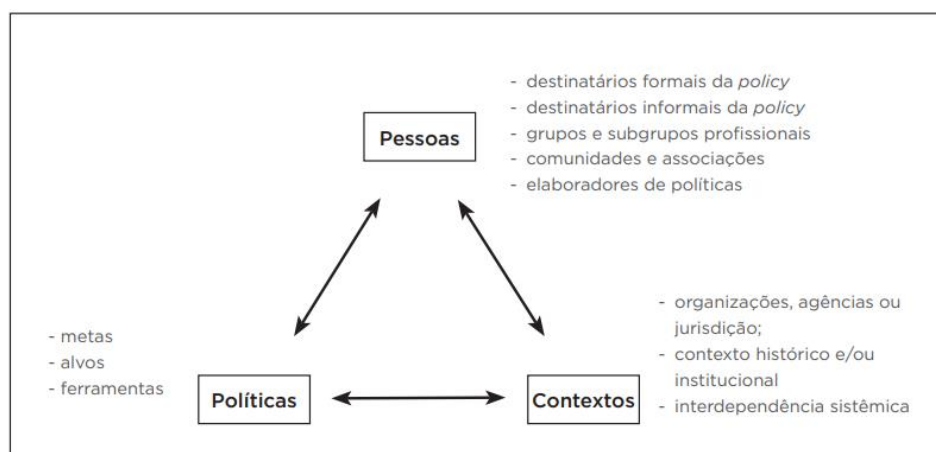 - destinatários formais da policy
- destinatários informais da policy
Pessoas
- grupos e subgrupos profissionais
- comunidades e associações
- elaboradores de políticas
- metas
- alvos
- ferramentas
Políticas
- organizações, agências ou
jurisdição;
- contexto histórico e/ou
institucional
- interdependência sistêmica
Contextos